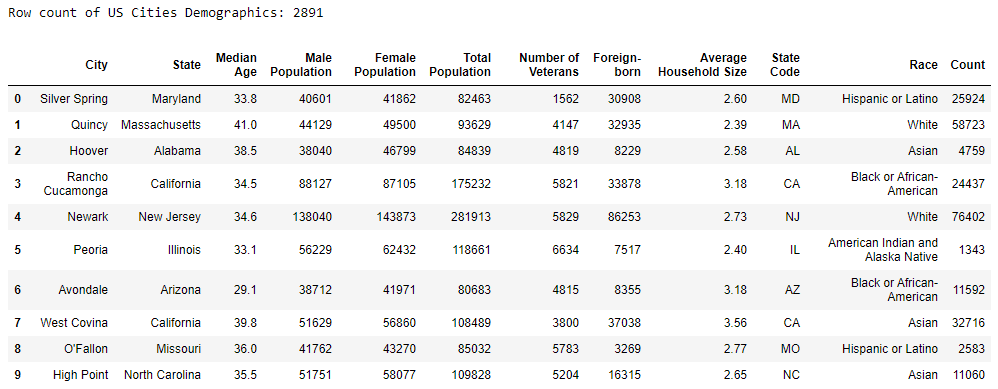 Row count of US Cities Demographics: 2891
City State Median Age Male Population Female Population Total Population Number of Veterans Foreign-born Average Household Size State Code Race Count
0 Silver Spring Maryland 33.8 40601 41862 82463 1562 30908 2.60 MD Hispanic or Latino 25924
1 Quincy Massachusetts 41.0 44129 49500 93629 4147 32935 2.39 MA White 58723
2 Hoover Alabama 38.5 38040 46799 84839 4819 8229 2.58 AL Asian 4759
3 Rancho Cucamonga California 34.5 88127 87105 175232 5821 33878 3.18 CA Black or African-American 24437
4 Newark New Jersey 34.6 138040 143873 281913 5829 86253 2.73 NJ White 76402
5 Peoria Illinois 33.1 56229 62432 118661 6634 7517 2.40 IL American Indian and Alaska Native 1343
6 Avondale Arizona 29.1 38712 41971 80683 4815 8355 3.18 AZ Black or African-American 11592
7 West Covina California 39.8 51629 56860 108489 3800 37038 3.56 CA Asian 32716
8 O'Fallon Missouri 36.0 41762 43270 85032 5783 3269 2.77 MO Hispanic or Latino 2583
9 High Point North Carolina 35.5 51751 58077 109828 5204 16315 2.65 NC Asian 11060